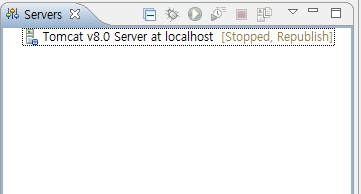 Servers
Tomcat v8.0 Server at localhost [Stopped, Republish]